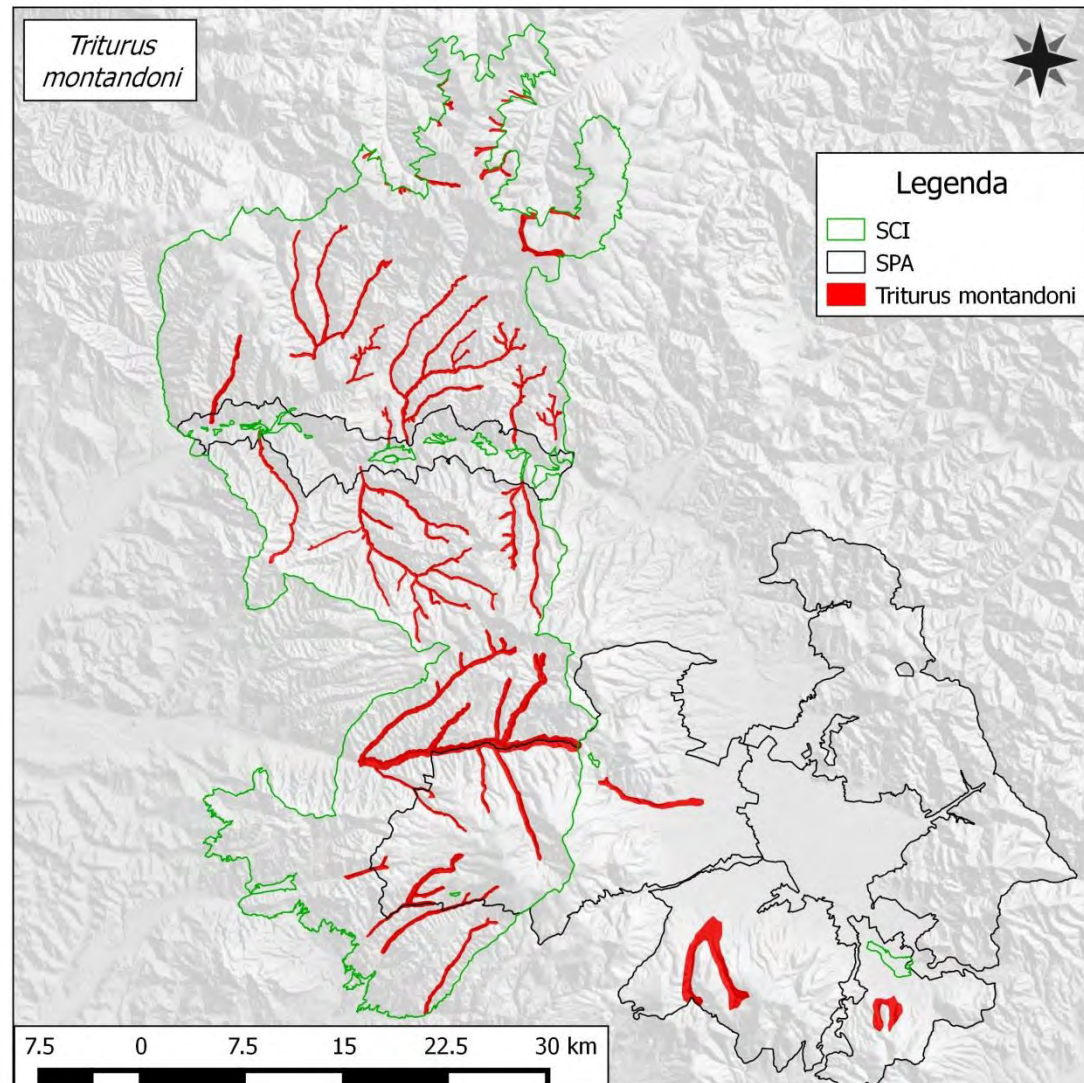 Triturus
montandoni
Legenda
SCI
SPA
Triturus montandoni
7.5 0 7.5 15 22.5 30 km